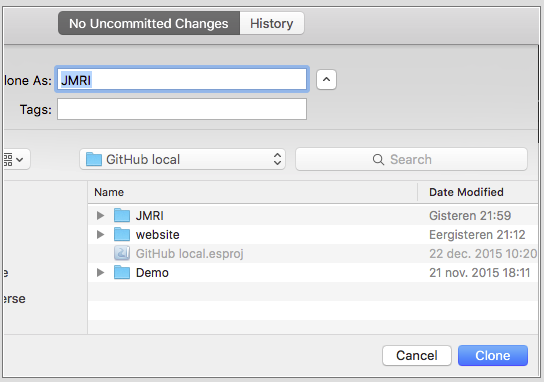 No Uncommitted Changes History
lone As: JMRI
Tags:
GitHub local Search
Name Date Modified
JMRI Gisteren 21:59
website Eergisteren 21:12
GitHub local.esproj 22 dec. 2015 10:20
e Demo 21 nov. 2015 18:11
erse
Cancel Clone